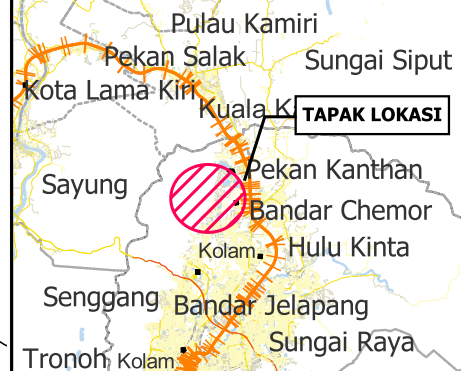 Pulau Kamiri
Pekan Salak
Sungai Siput
Kota Lama Kiri
Kuala K
TAPAK LOKASI
Pekan Kanthan
Sayung
Bandar Chemor
Kolam
Hulu Kinta
Senggang
Bandar Jelapang
Sungai Raya
Tronoh
Kolam